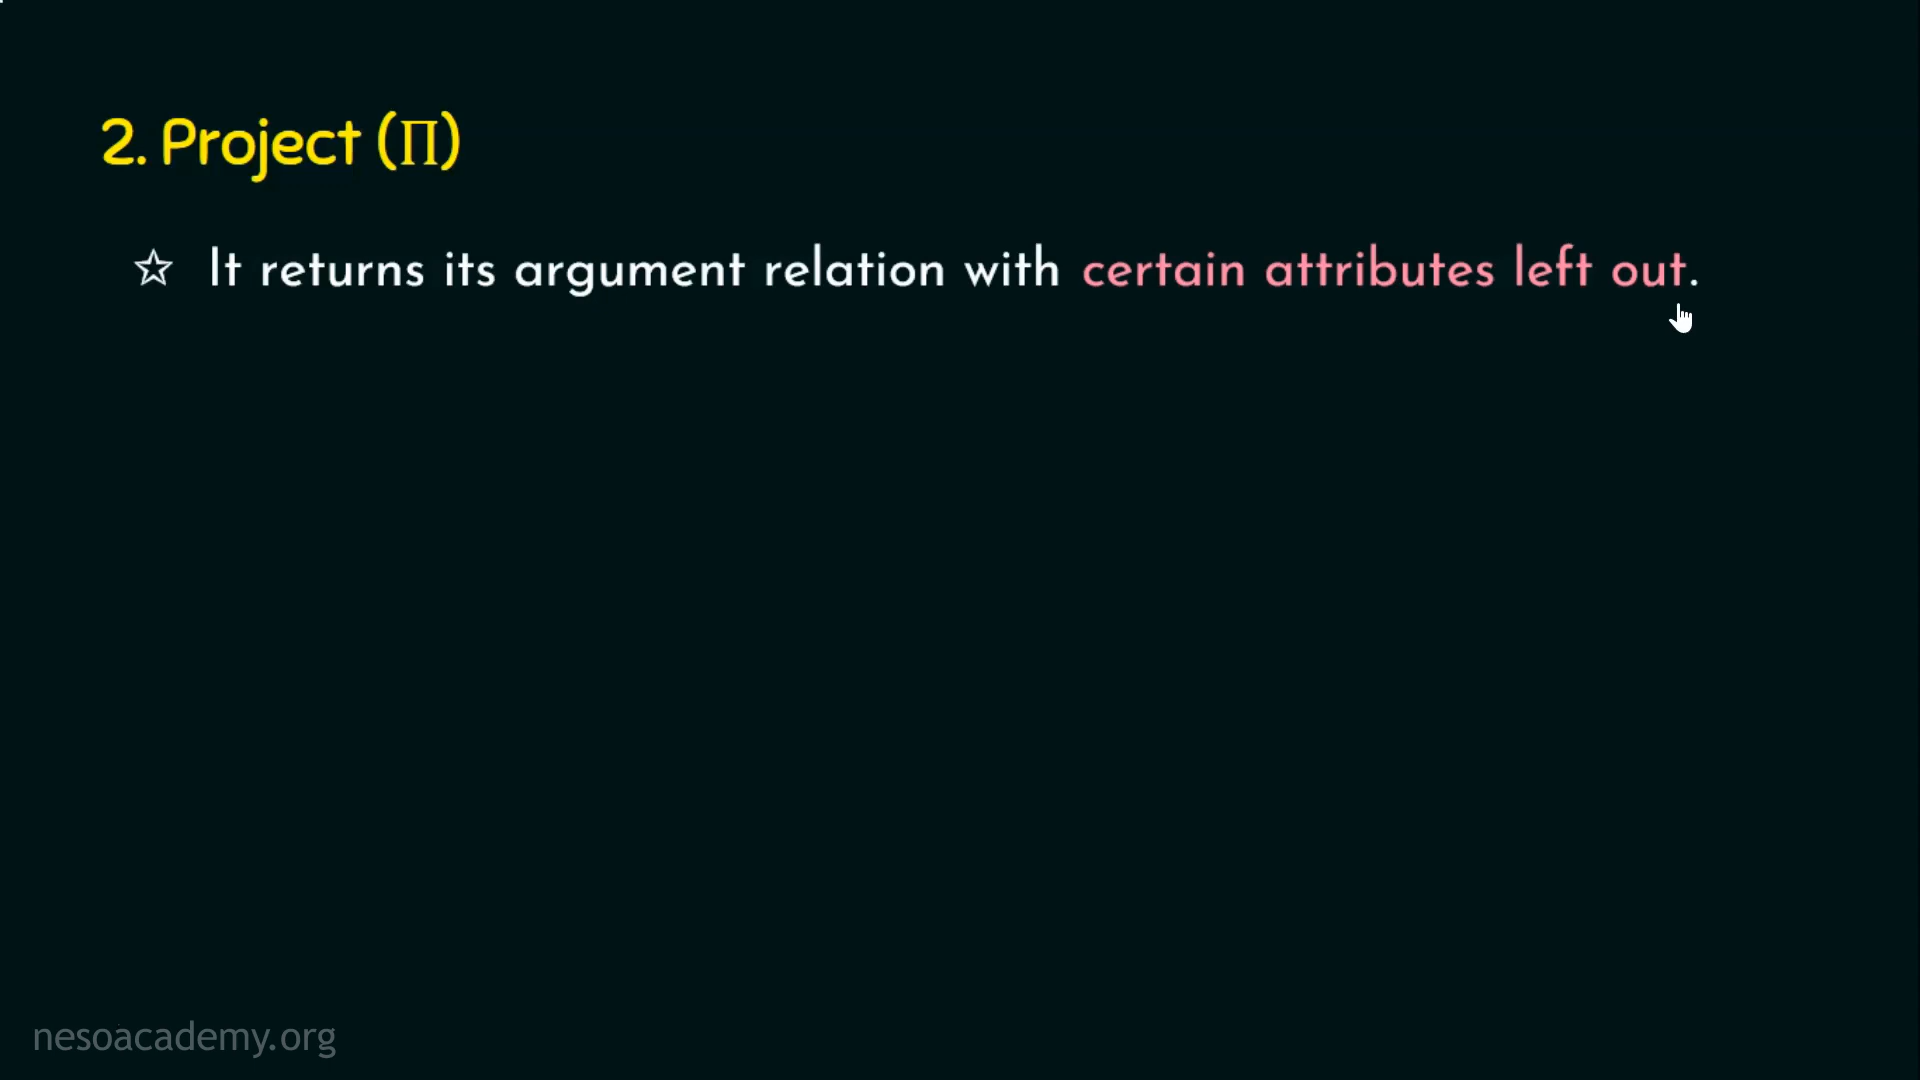 2. Project (Π)
☆ It returns its argument relation with certain attributes left out.
nesoacademy.org